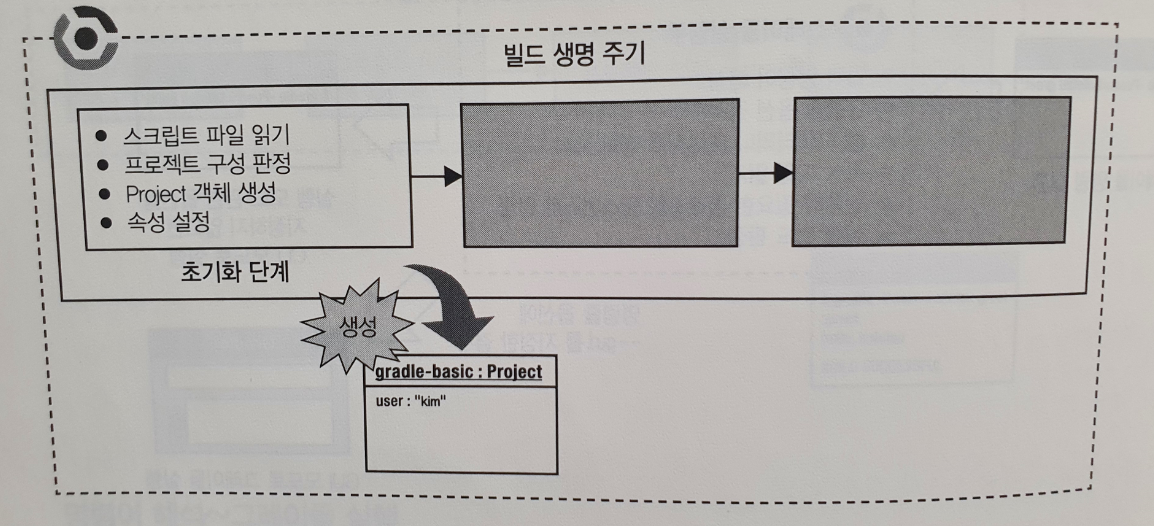 빌드 생명 주기
● 스크립트 파일 읽기
● 프로젝트 구성 판정
● Project 객체 생성
● 속성 설정
초기화 단계
생성
gradle-basic : Project
user : "kim"